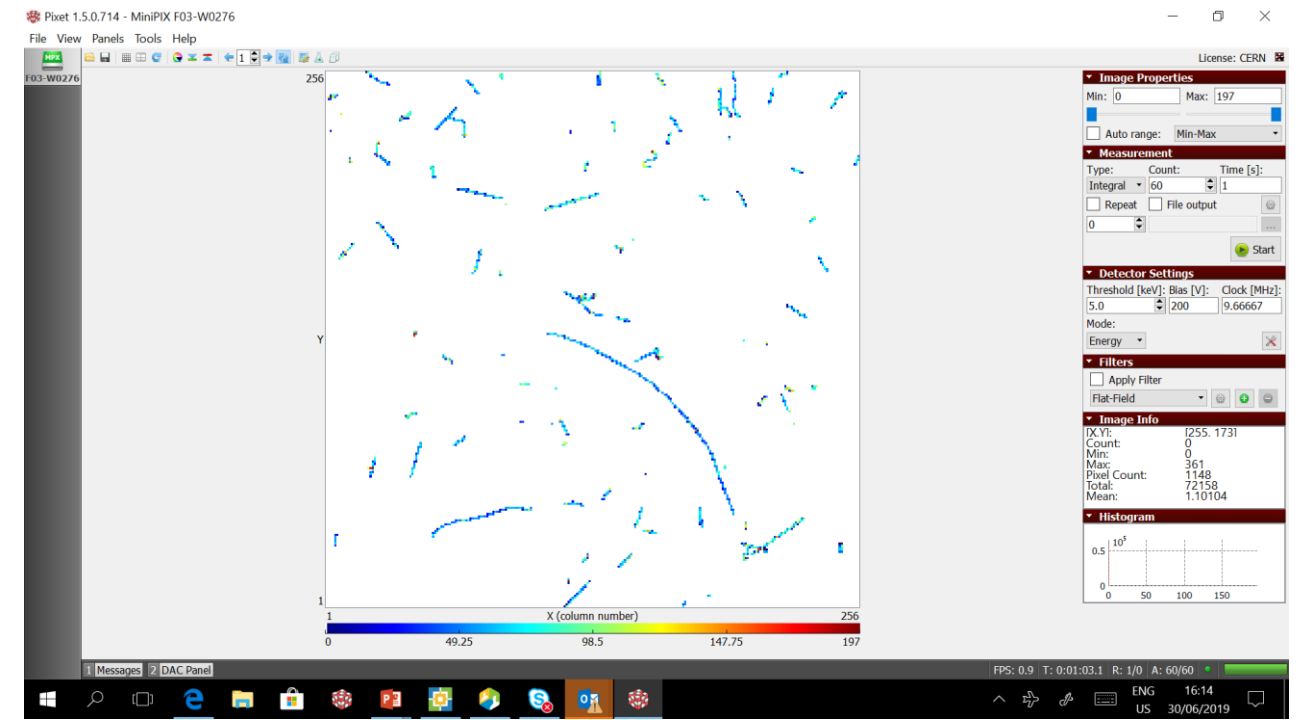 Pixet 1.5.0.714 - MiniPIX F03-W0276
File View Panels Tools Help
MPX
F03-W0276
1
License: CERN
256
Y
1
1 X (column number) 256
0 49.25 98.5 147.75 197
Image Properties
Min: 0 Max: 197
Auto range: Min-Max
Measurement
Type: Count: Time [s]:
Integral 60 1
Repeat File output
0 ...
Start
Detector Settings
Threshold [keV]: Bias [V]: Clock [MHz]:
5.0 200 9.66667
Mode:
Energy
Filters
Apply Filter
Flat-Field
Image Info
[X,Y]: [255, 173]
Count: 0
Min: 0
Max: 361
Pixel Count: 1148
Total: 72158
Mean: 1.10104
Histogram
10^5
0.5
0
0 50 100 150
1 Messages 2 DAC Panel
FPS: 0.9 T: 0:01:03.1 R: 1/0 A: 60/60
ENG 16:14
US 30/06/2019